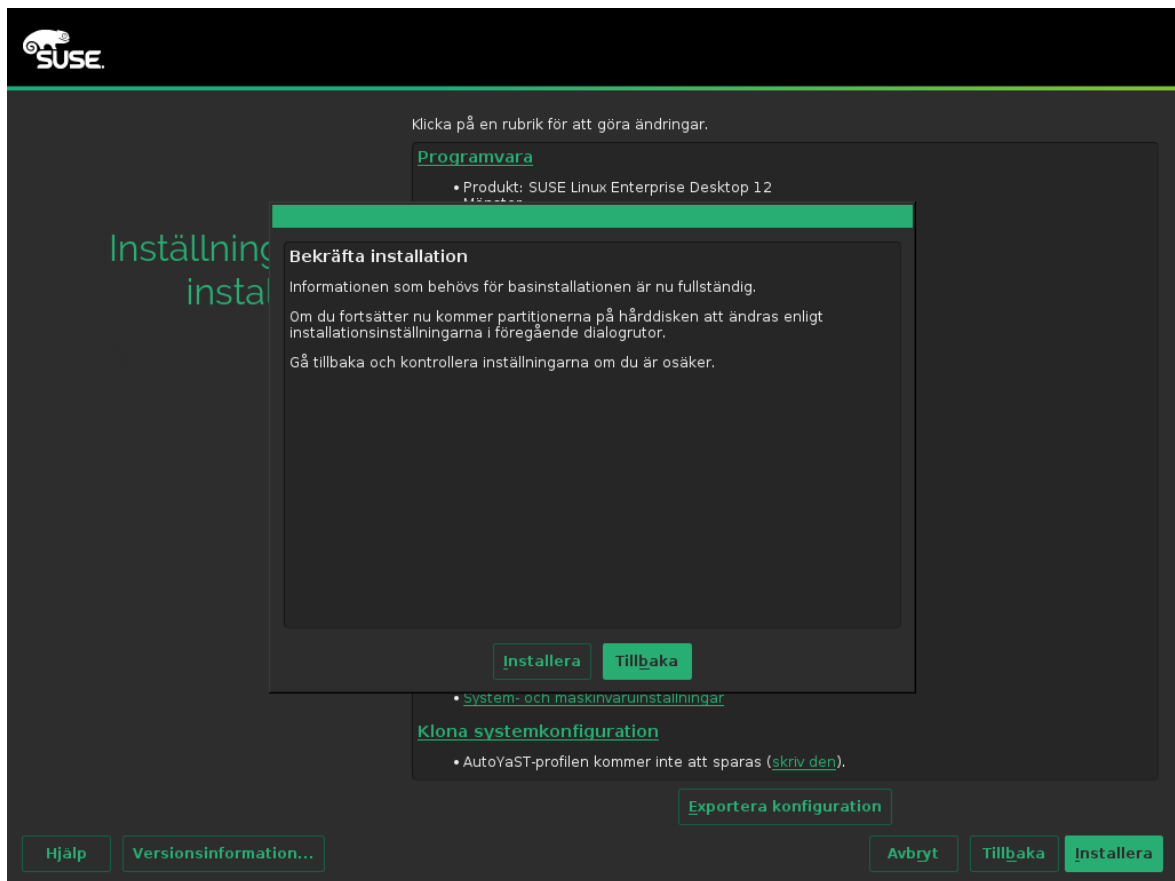 SUSE.
Klicka på en rubrik för att göra ändringar.
Programvara
• Produkt: SUSE Linux Enterprise Desktop 12
Bekräfta installation
Informationen som behövs för basinstallationen är nu fullständig.
Om du fortsätter nu kommer partitionerna på hårddisken att ändras enligt
installationsinställningarna i föregående dialogrutor.
Gå tillbaka och kontrollera inställningarna om du är osäker.
Installera
Tillbaka
• System- och maskinvaruinställningar
Klona systemkonfiguration
• AutoYaST-profilen kommer inte att sparas (skriv den).
Exportera konfiguration
Hjälp
Versionsinformation...
Avbryt
Tillbaka
Installera